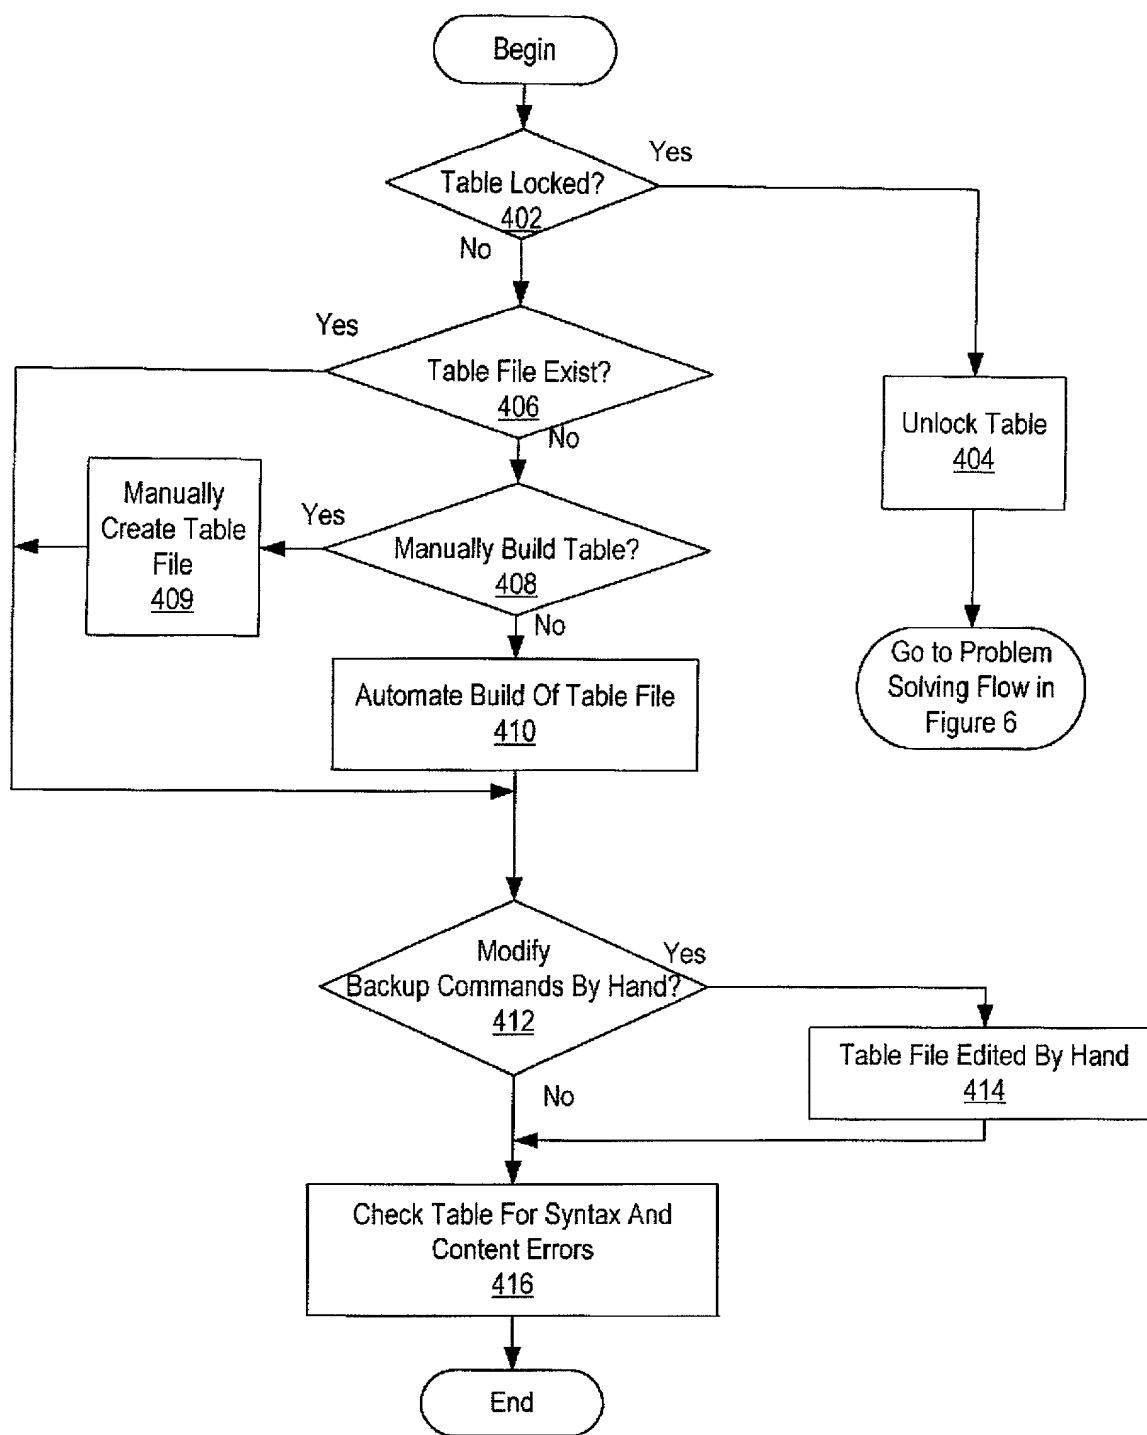 Begin
Yes
Table Locked?
402
No
Yes
Table File Exist?
406
No
Unlock Table
404
Manually
Create Table
File
409
Yes
Manually Build Table?
408
No
Go to Problem
Solving Flow in
Figure 6
Automate Build Of Table File
410
Modify
Backup Commands By Hand?
412
Yes
Table File Edited By Hand
414
No
Check Table For Syntax And
Content Errors
416
End